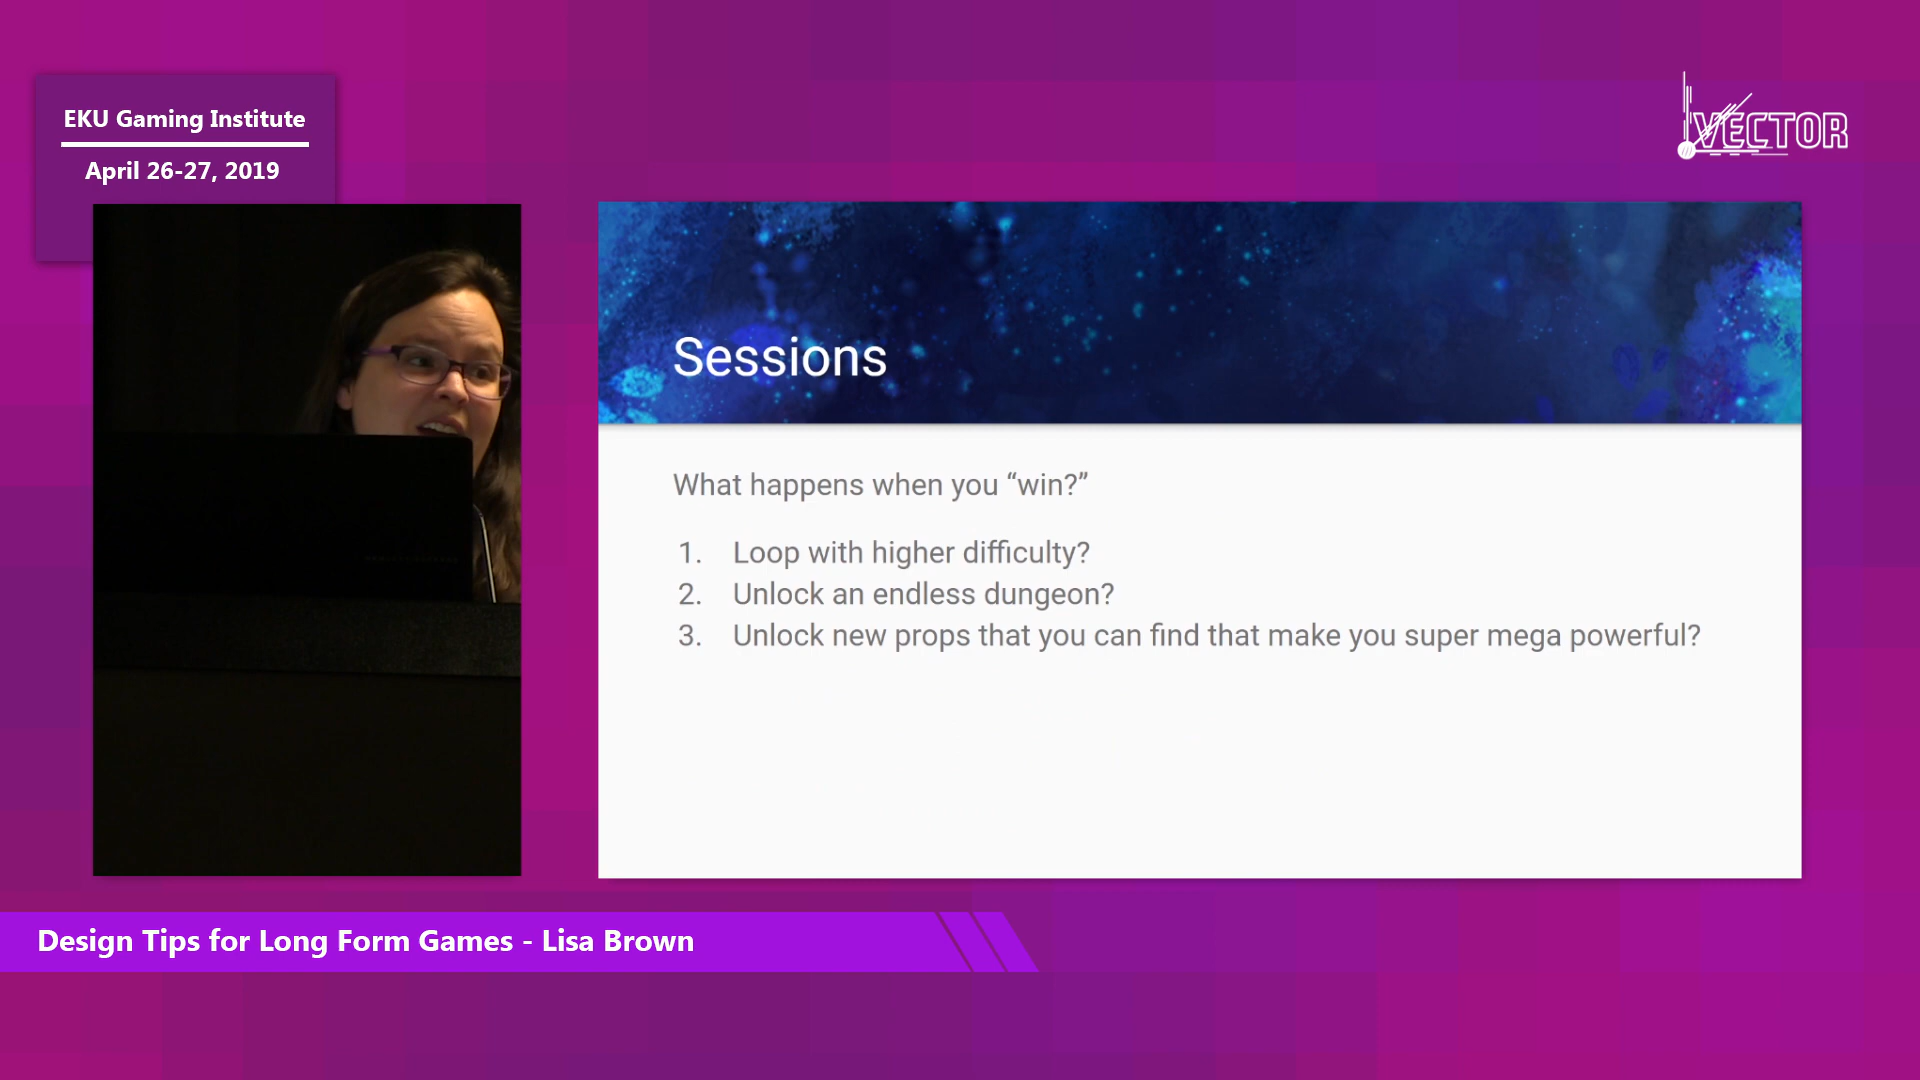 EKU Gaming Institute
April 26-27, 2019
VECTOR
Sessions
What happens when you “win?”
1. Loop with higher difficulty?
2. Unlock an endless dungeon?
3. Unlock new props that you can find that make you super mega powerful?
Design Tips for Long Form Games - Lisa Brown